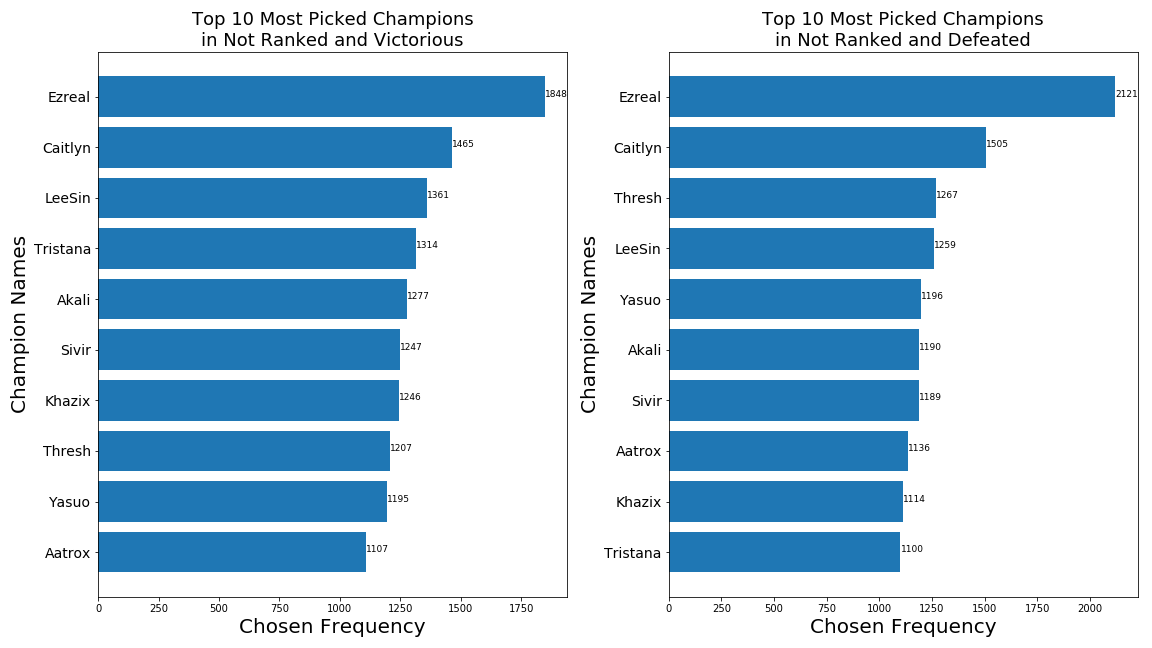 Top 10 Most Picked Champions
in Not Ranked and Victorious
Champion Names
Ezreal 1848
Caitlyn 1465
LeeSin 1361
Tristana 1314
Akali 1277
Sivir 1247
Khazix 1246
Thresh 1207
Yasuo 1195
Aatrox 1107
0 250 500 750 1000 1250 1500 1750
Chosen Frequency
Top 10 Most Picked Champions
in Not Ranked and Defeated
Champion Names
Ezreal 2121
Caitlyn 1505
Thresh 1267
LeeSin 1259
Yasuo 1196
Akali 1190
Sivir 1189
Aatrox 1136
Khazix 1114
Tristana 1100
0 250 500 750 1000 1250 1500 1750 2000
Chosen Frequency